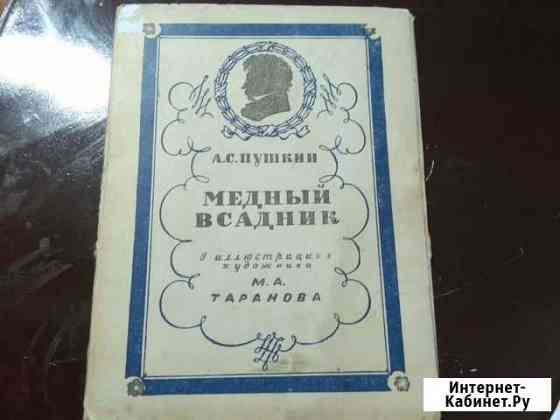 А.С.ПУШКИН
МЕДНЫЙ
ВСАДНИК
в иллюстрациях
художника
М.А.
ТАРАНОВА
Интернет-
Кабинет.Ру